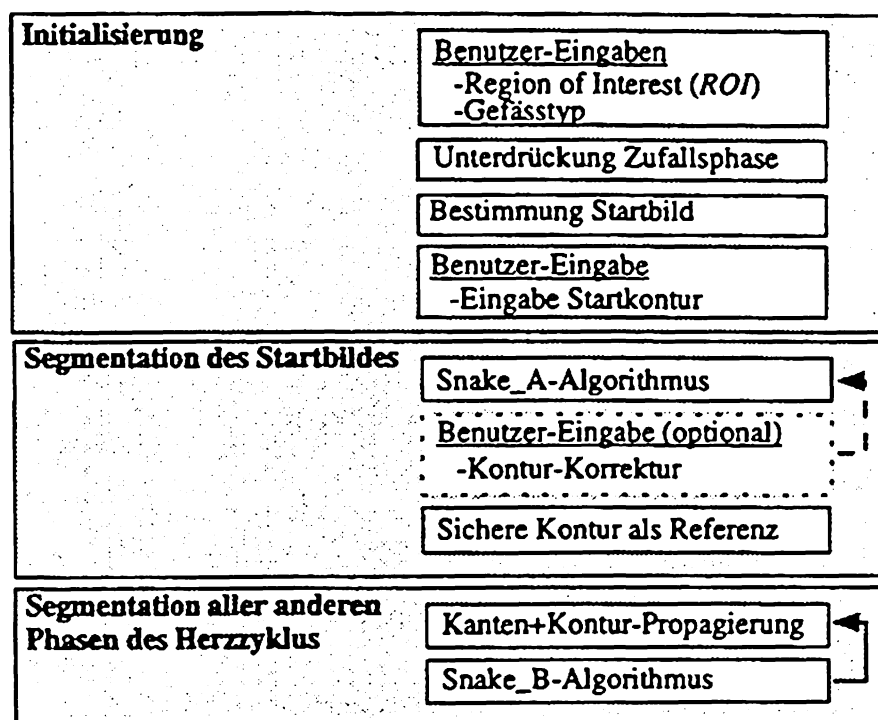 Initialisierung
Benutzer-Eingaben
-Region of Interest (ROI)
-Gefässtyp
Unterdrückung Zufallsphase
Bestimmung Startbild
Benutzer-Eingabe
-Eingabe Startkontur
Segmentation des Startbildes
Snake_A-Algorithmus
Benutzer-Eingabe (optional)
-Kontur-Korrektur
Sichere Kontur als Referenz
Segmentation aller anderen
Phasen des Herzzyklus
Kanten+Kontur-Propagierung
Snake_B-Algorithmus